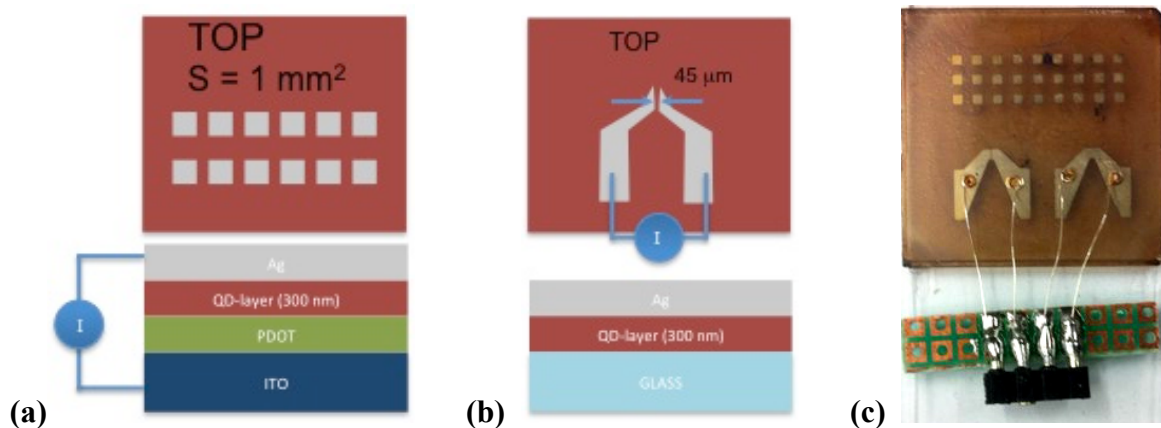 TOP
S = 1 mm²
Ag
QD-layer (300 nm)
PDOT
ITO
I
(a)
TOP
45 μm
I
Ag
QD-layer (300 nm)
GLASS
(b)
(c)